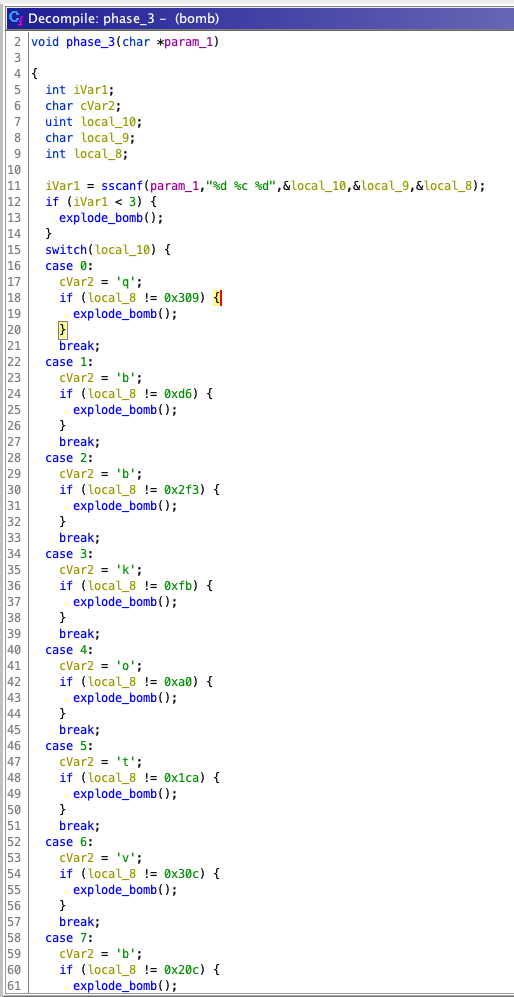 Decompile: phase_3 – (bomb)
2 void phase_3(char *param_1)
3
4 {
5   int iVar1;
6   char cVar2;
7   uint local_10;
8   char local_9;
9   int local_8;
10
11   iVar1 = sscanf(param_1,"%d %c %d",&local_10,&local_9,&local_8);
12   if (iVar1 < 3) {
13     explode_bomb();
14   }
15   switch(local_10) {
16   case 0:
17     cVar2 = 'q';
18     if (local_8 != 0x309) {
19       explode_bomb();
20     }
21     break;
22   case 1:
23     cVar2 = 'b';
24     if (local_8 != 0xd6) {
25       explode_bomb();
26     }
27     break;
28   case 2:
29     cVar2 = 'b';
30     if (local_8 != 0x2f3) {
31       explode_bomb();
32     }
33     break;
34   case 3:
35     cVar2 = 'k';
36     if (local_8 != 0xfb) {
37       explode_bomb();
38     }
39     break;
40   case 4:
41     cVar2 = 'o';
42     if (local_8 != 0xa0) {
43       explode_bomb();
44     }
45     break;
46   case 5:
47     cVar2 = 't';
48     if (local_8 != 0x1ca) {
49       explode_bomb();
50     }
51     break;
52   case 6:
53     cVar2 = 'v';
54     if (local_8 != 0x30c) {
55       explode_bomb();
56     }
57     break;
58   case 7:
59     cVar2 = 'b';
60     if (local_8 != 0x20c) {
61       explode_bomb();